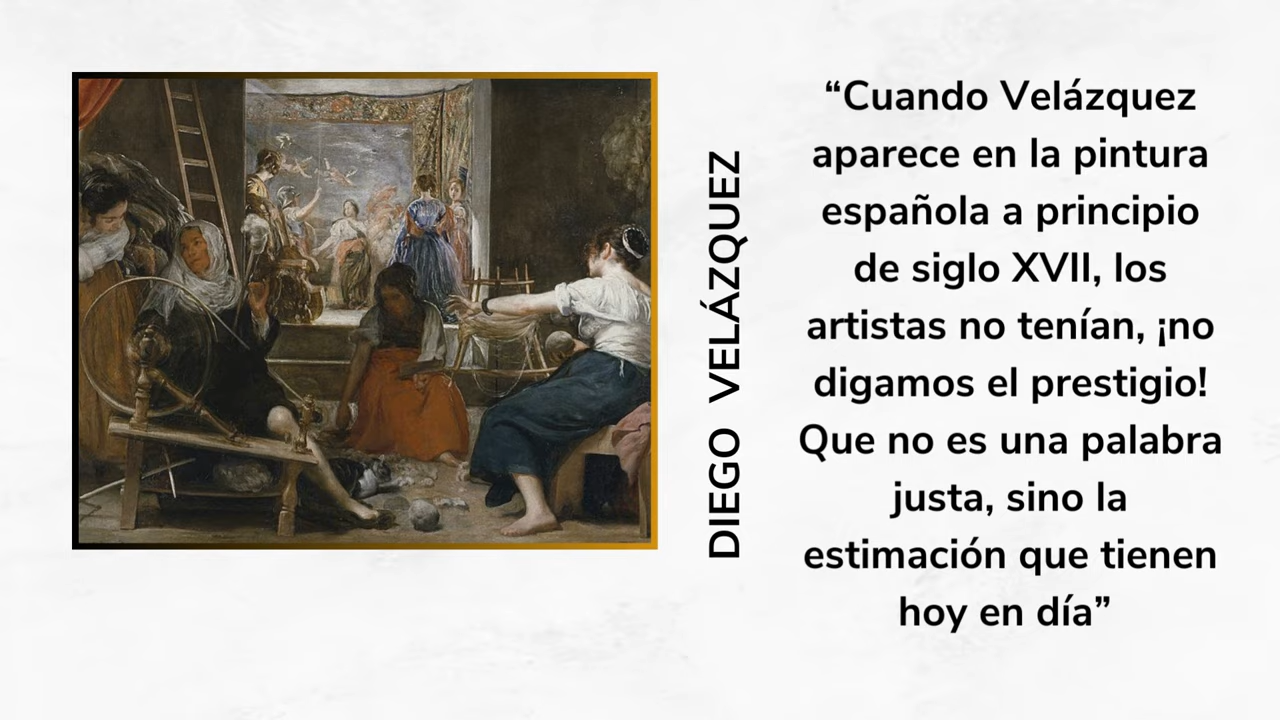 DIEGO VELÁZQUEZ
“Cuando Velázquez
aparece en la pintura
española a principio
de siglo XVII, los
artistas no tenían, ¡no
digamos el prestigio!
Que no es una palabra
justa, sino la
estimación que tienen
hoy en día”